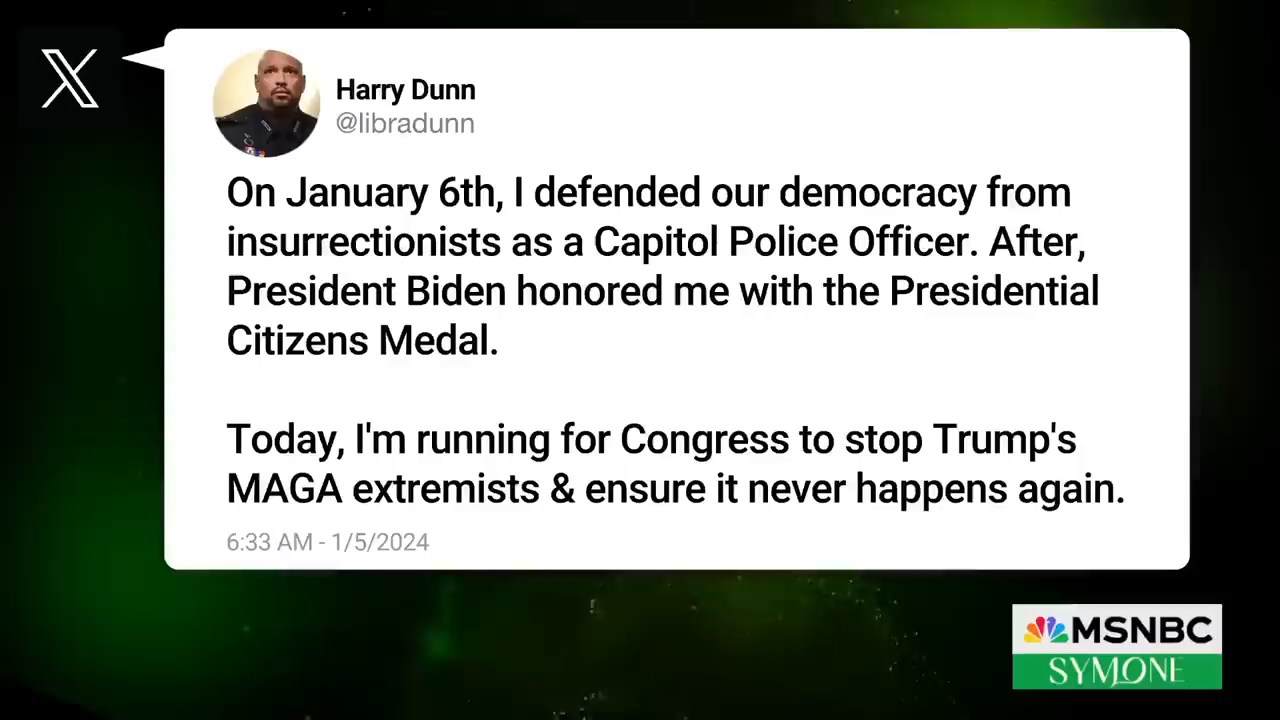 Harry Dunn
@libradunn
On January 6th, I defended our democracy from
insurrectionists as a Capitol Police Officer. After,
President Biden honored me with the Presidential
Citizens Medal.
Today, I'm running for Congress to stop Trump's
MAGA extremists & ensure it never happens again.
6:33 AM - 1/5/2024
MSNBC
SYMONE